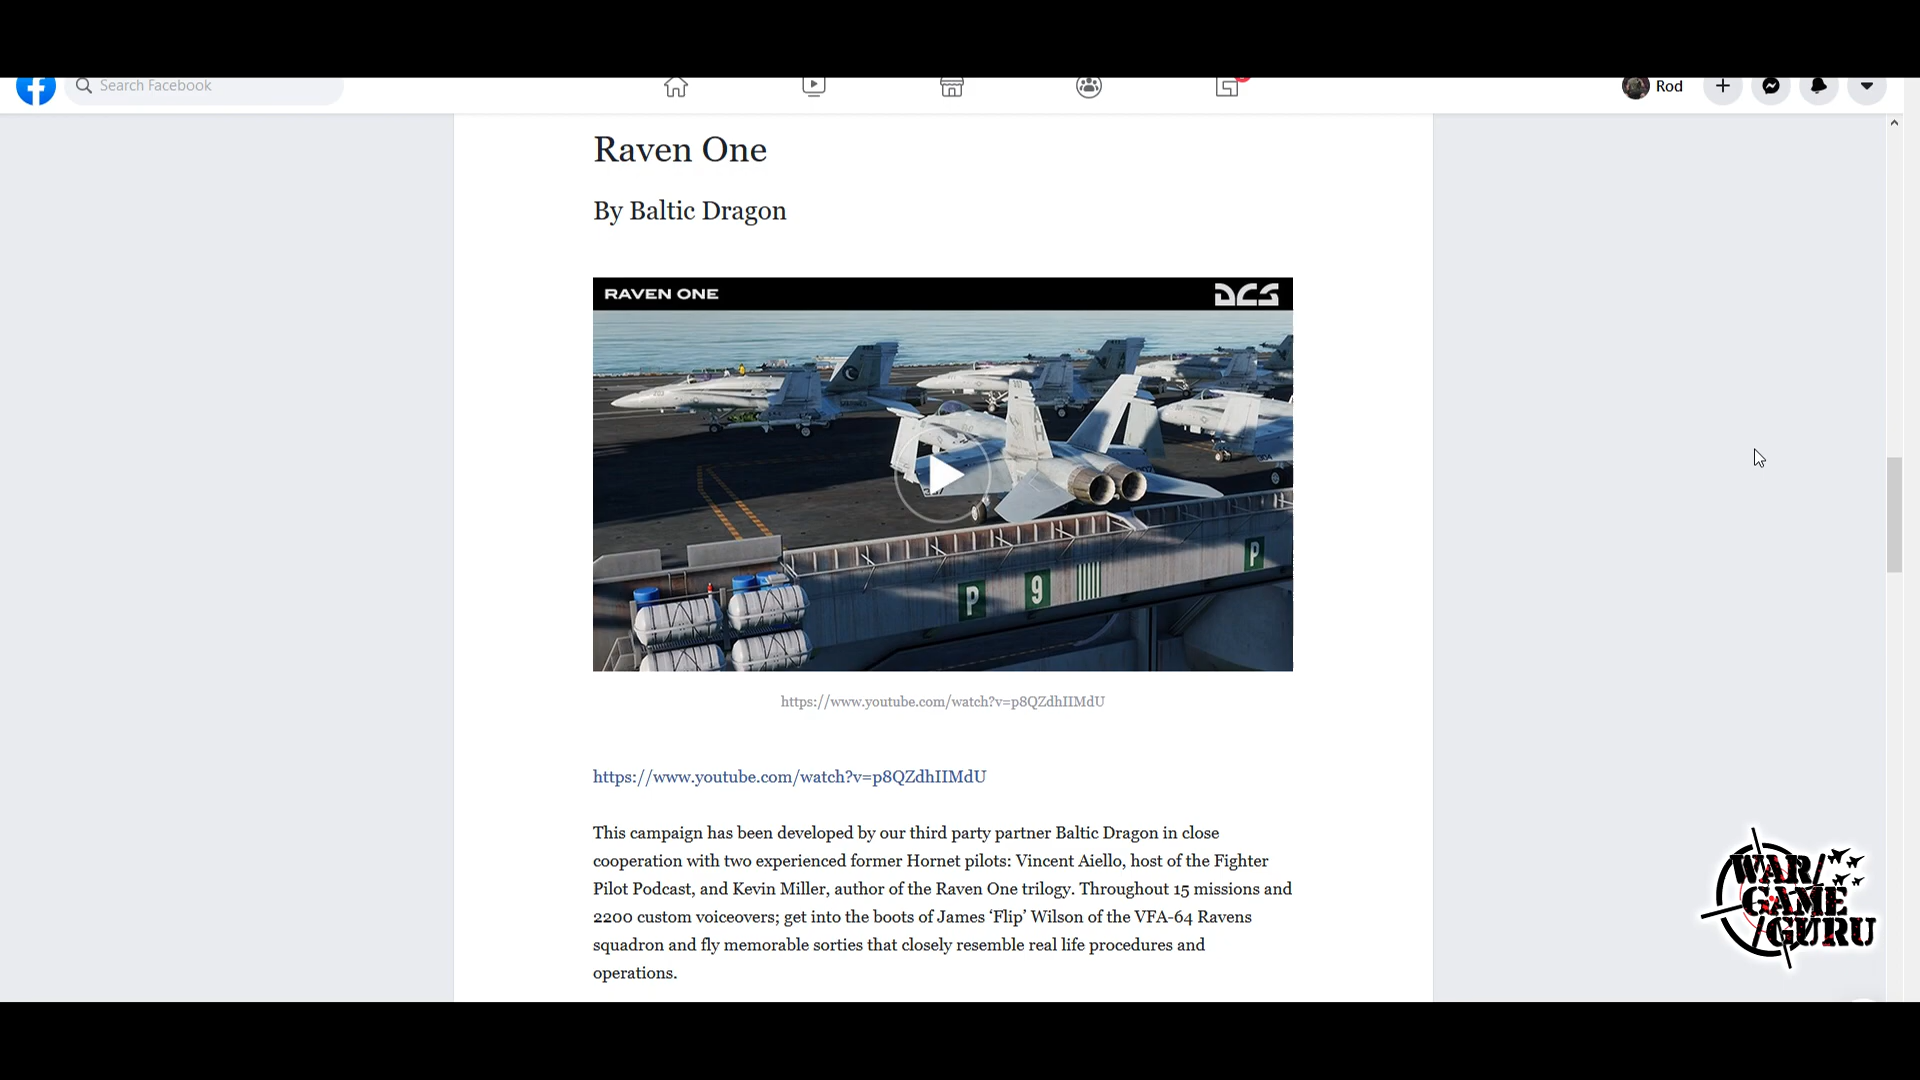 Search Facebook
Rod
Raven One
By Baltic Dragon
RAVEN ONE
DCS
P
9
P
https://www.youtube.com/watch?v=p8QZdhIIMdU
https://www.youtube.com/watch?v=p8QZdhIIMdU
This campaign has been developed by our third party partner Baltic Dragon in close
cooperation with two experienced former Hornet pilots: Vincent Aiello, host of the Fighter
Pilot Podcast, and Kevin Miller, author of the Raven One trilogy. Throughout 15 missions and
2200 custom voiceovers; get into the boots of James ‘Flip’ Wilson of the VFA-64 Ravens
squadron and fly memorable sorties that closely resemble real life procedures and
operations.
WAR/
GAME
/GURU